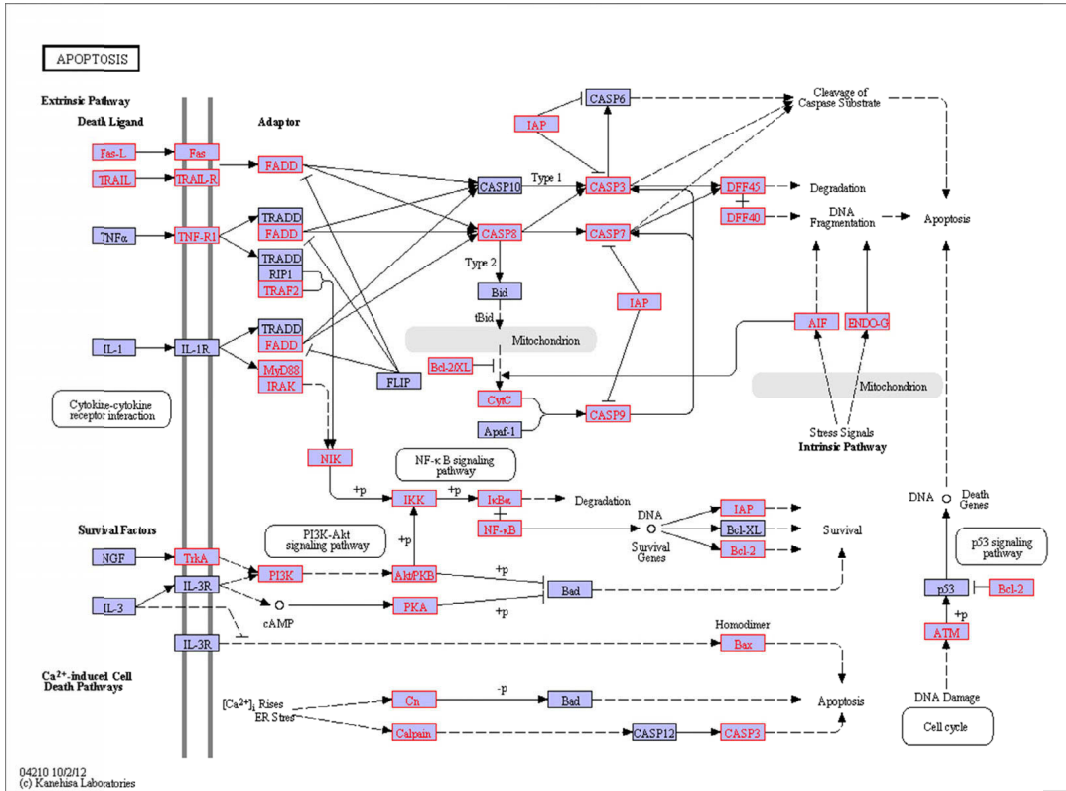 APOPTOSIS
Extrinsic Pathway
Death Ligand
Adaptor
Fas-L
Fas
FADD
TRAIL
TRAIL-R
TNFα
TNF-R1
TRADD
FADD
TRADD
RIP1
TRAF2
IL-1
IL-1R
TRADD
FADD
MyD88
IRAK
FLIP
Cytokine-cytokine
receptor interaction
CASP6
IAP
CASP10
Type 1
CASP3
CASP8
CASP7
Type 2
Bid
tBid
Mitochondrion
IAP
Bcl-2/XL
CytC
Apaf-1
CASP9
Cleavage of
Caspase Substrate
DFF45
Degradation
DFF40
DNA
Fragmentation
Apoptosis
AIF
ENDO-G
Mitochondrion
Stress Signals
Intrinsic Pathway
NIK
NF-κB signaling
pathway
+p
IKK
+p
IκBα
Degradation
NF-κB
DNA
Survival
Genes
IAP
Bcl-XL
Bcl-2
Survival
DNA
Death
Genes
p53 signaling
pathway
Survival Factors
PI3K-Akt
signaling pathway
+p
NGF
TrkA
PI3K
Akt/PKB
+p
IL-3R
IL-3
cAMP
PKA
+p
Bad
p53
Bcl-2
+p
ATM
IL-3R
Homodimer
Bax
Ca2+-induced Cell
Death Pathways
[Ca2+]i Rises
ER Stres
Cn
-p
Bad
Apoptosis
Calpain
CASP12
CASP3
DNA Damage
Cell cycle
04210 10/2/12
(c) Kanehisa Laboratories